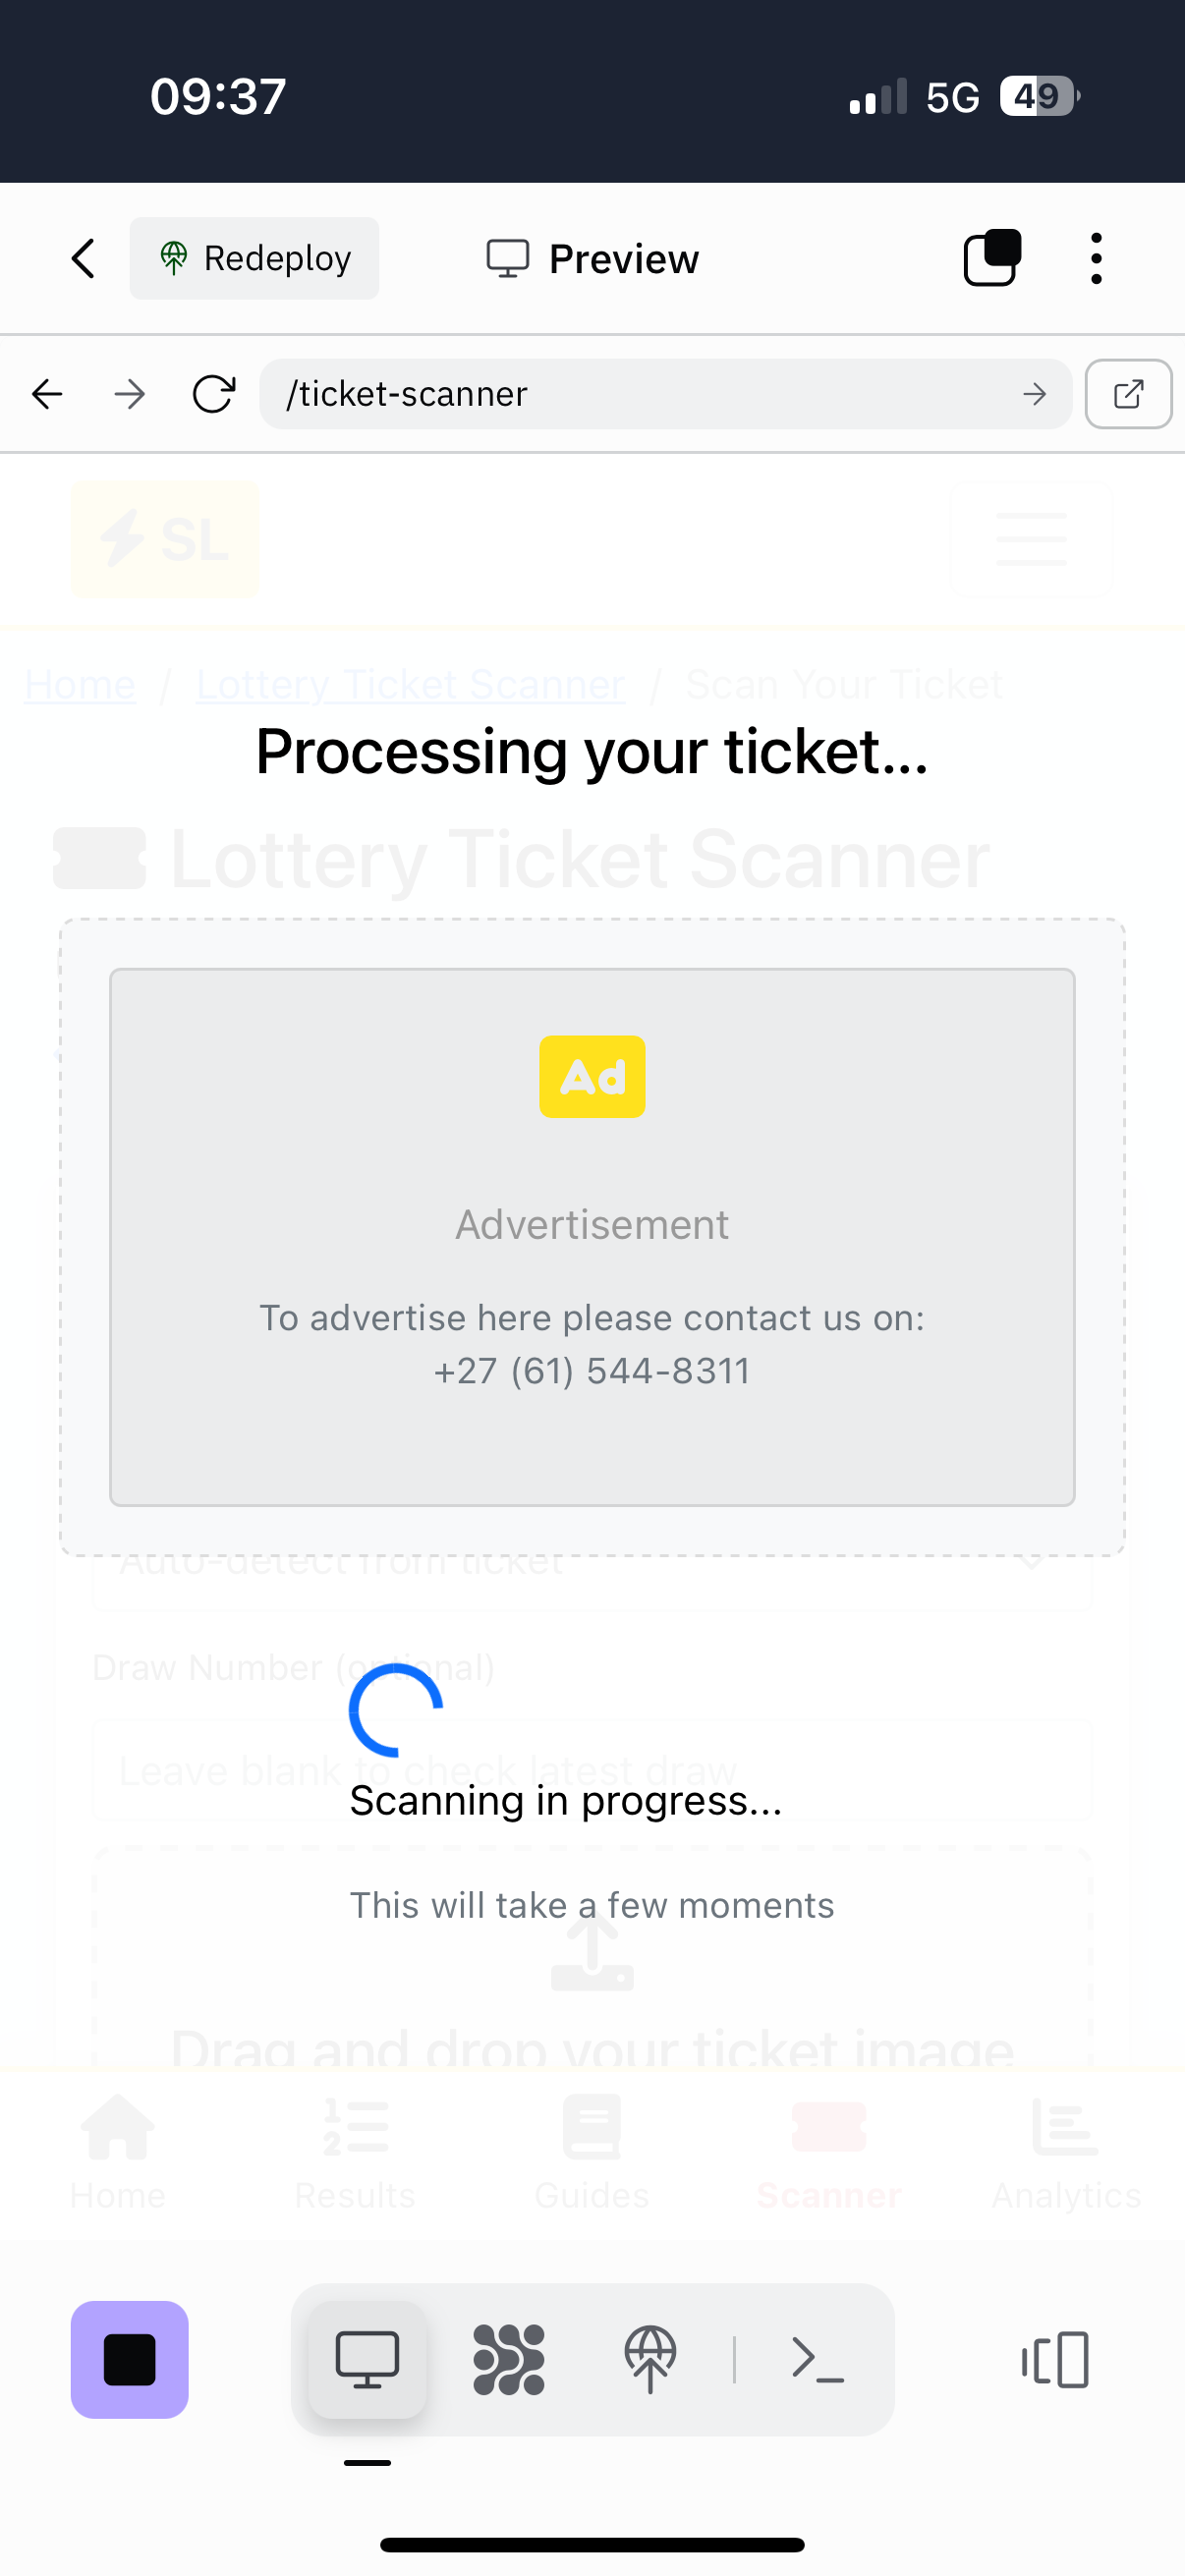 09:37
5G
49
Redeploy
Preview
/ticket-scanner
SL
Home / Lottery Ticket Scanner / Scan Your Ticket
Processing your ticket...
Lottery Ticket Scanner
Ad
Advertisement
To advertise here please contact us on:
+27 (61) 544-8311
Auto-detect from ticket
Draw Number (optional)
Leave blank to check latest draw
Scanning in progress...
This will take a few moments
Drag and drop your ticket image
Home
Results
Guides
Scanner
Analytics